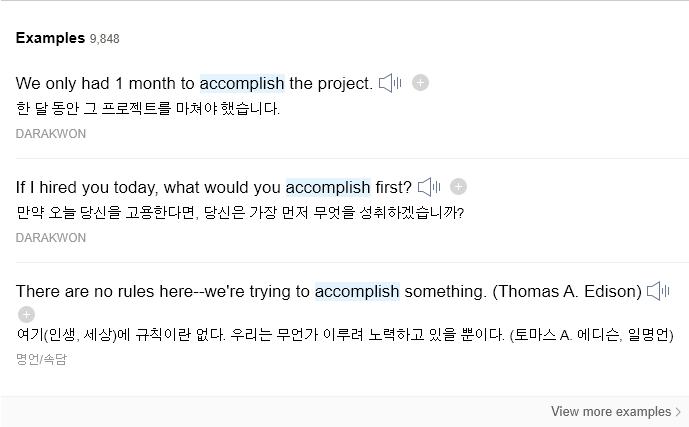 Examples 9,848
We only had 1 month to accomplish the project.
한 달 동안 그 프로젝트를 마쳐야 했습니다.
DARAKWON
If I hired you today, what would you accomplish first?
만약 오늘 당신을 고용한다면, 당신은 가장 먼저 무엇을 성취하겠습니까?
DARAKWON
There are no rules here--we're trying to accomplish something. (Thomas A. Edison)
여기(인생, 세상)에 규칙이란 없다. 우리는 무언가 이루려 노력하고 있을 뿐이다. (토마스 A. 에디슨, 일명언)
명언/속담
View more examples